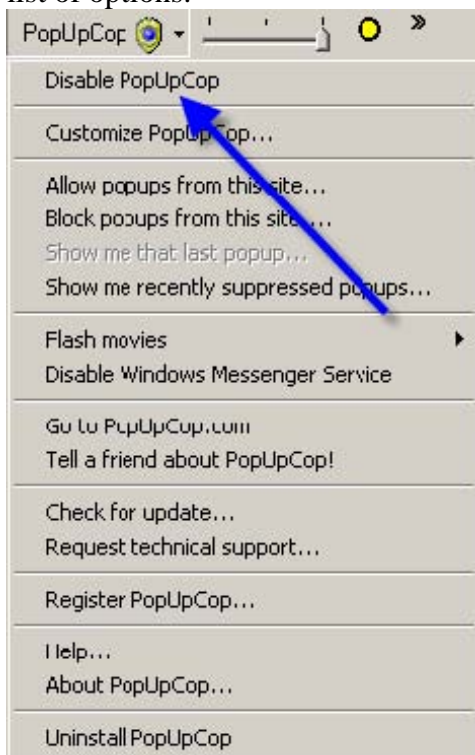 list of options.
PopUpCop
Disable PopUpCop
Customize PopUpCop...
Allow popups from this site...
Block popups from this site...
Show me that last popup...
Show me recently suppressed popups...
Flash movies
Disable Windows Messenger Service
Go to PopUpCop.com
Tell a friend about PopUpCop!
Check for update...
Request technical support...
Register PopUpCop...
Help...
About PopUpCop...
Uninstall PopUpCop